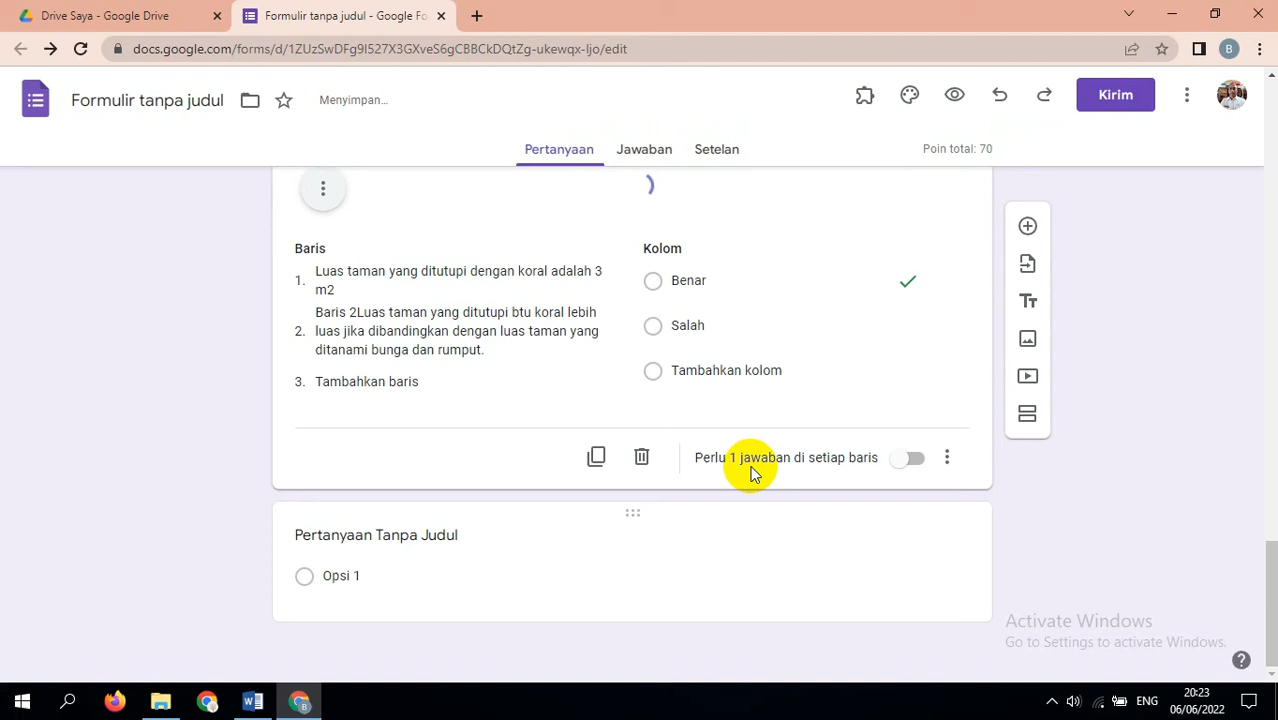 Drive Saya - Google Drive
Formulir tanpa judul - Google Fo
docs.google.com/forms/d/1ZUzSwDFg9I527X3GXveS6gCBBCkDQtZg-ukewqx-Ijo/edit
B
Formulir tanpa judul
Menyimpan...
Kirim
Pertanyaan
Jawaban
Setelan
Poin total: 70
Baris
Kolom
1. Luas taman yang ditutupi dengan koral adalah 3
m2
Benar
2. Baris 2Luas taman yang ditutupi btu koral lebih
luas jika dibandingkan dengan luas taman yang
ditanami bunga dan rumput.
Salah
3. Tambahkan baris
Tambahkan kolom
Perlu 1 jawaban di setiap baris
Pertanyaan Tanpa Judul
Opsi 1
Activate Windows
Go to Settings to activate Windows.
ENG
20:23
06/06/2022